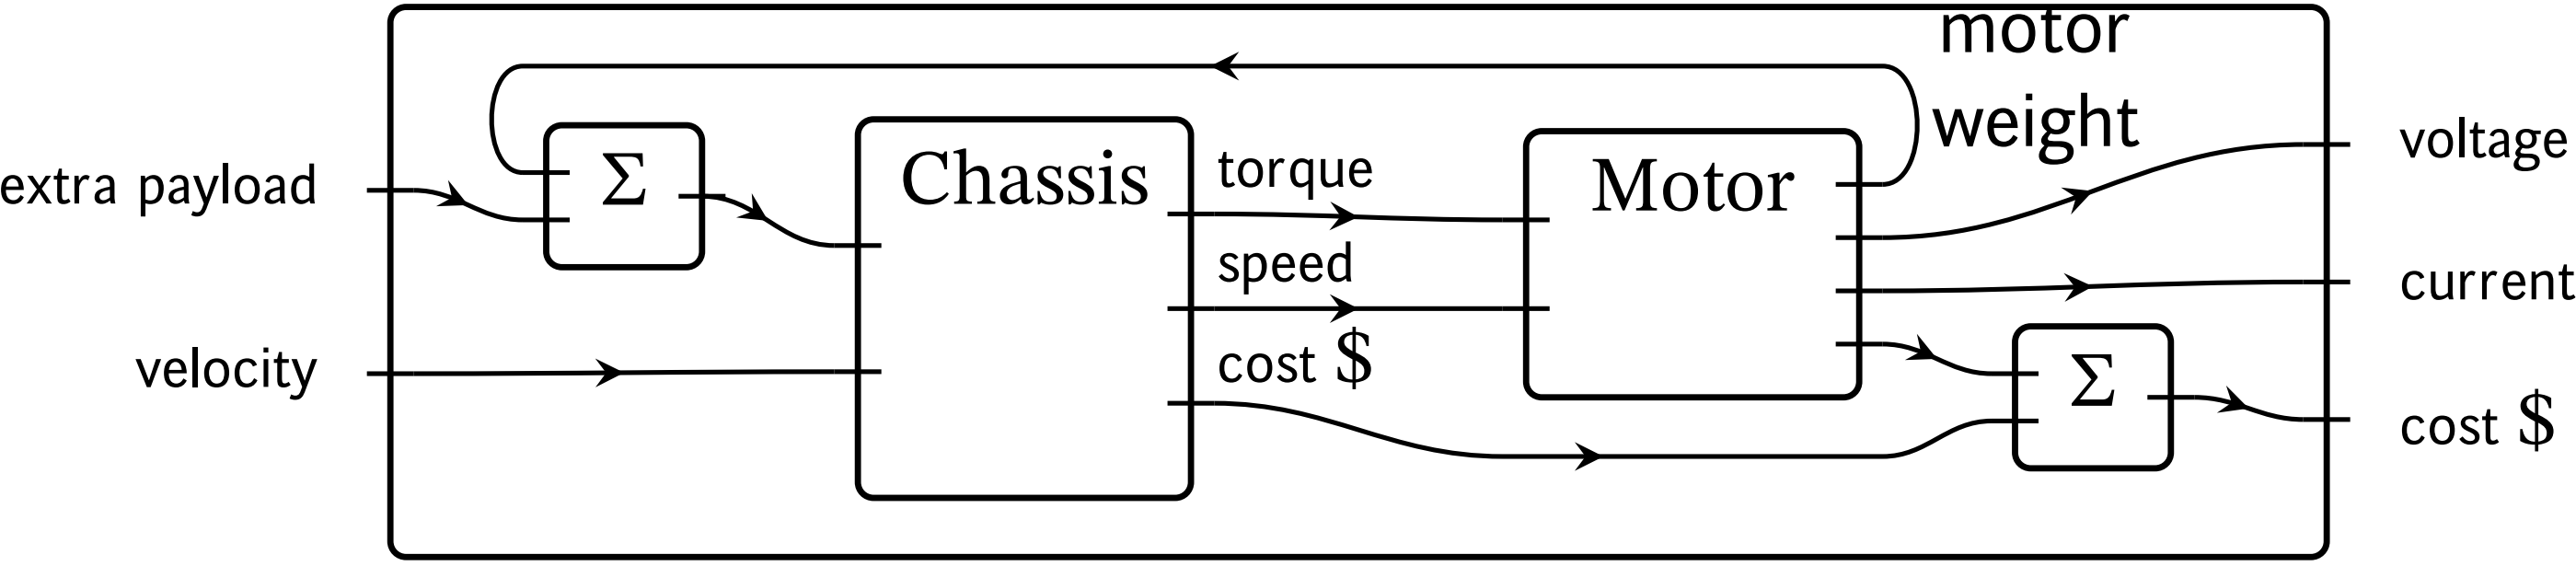 motor
weight
extra payload
velocity
Σ
Chassis
torque
speed
cost $
Motor
Σ
voltage
current
cost $